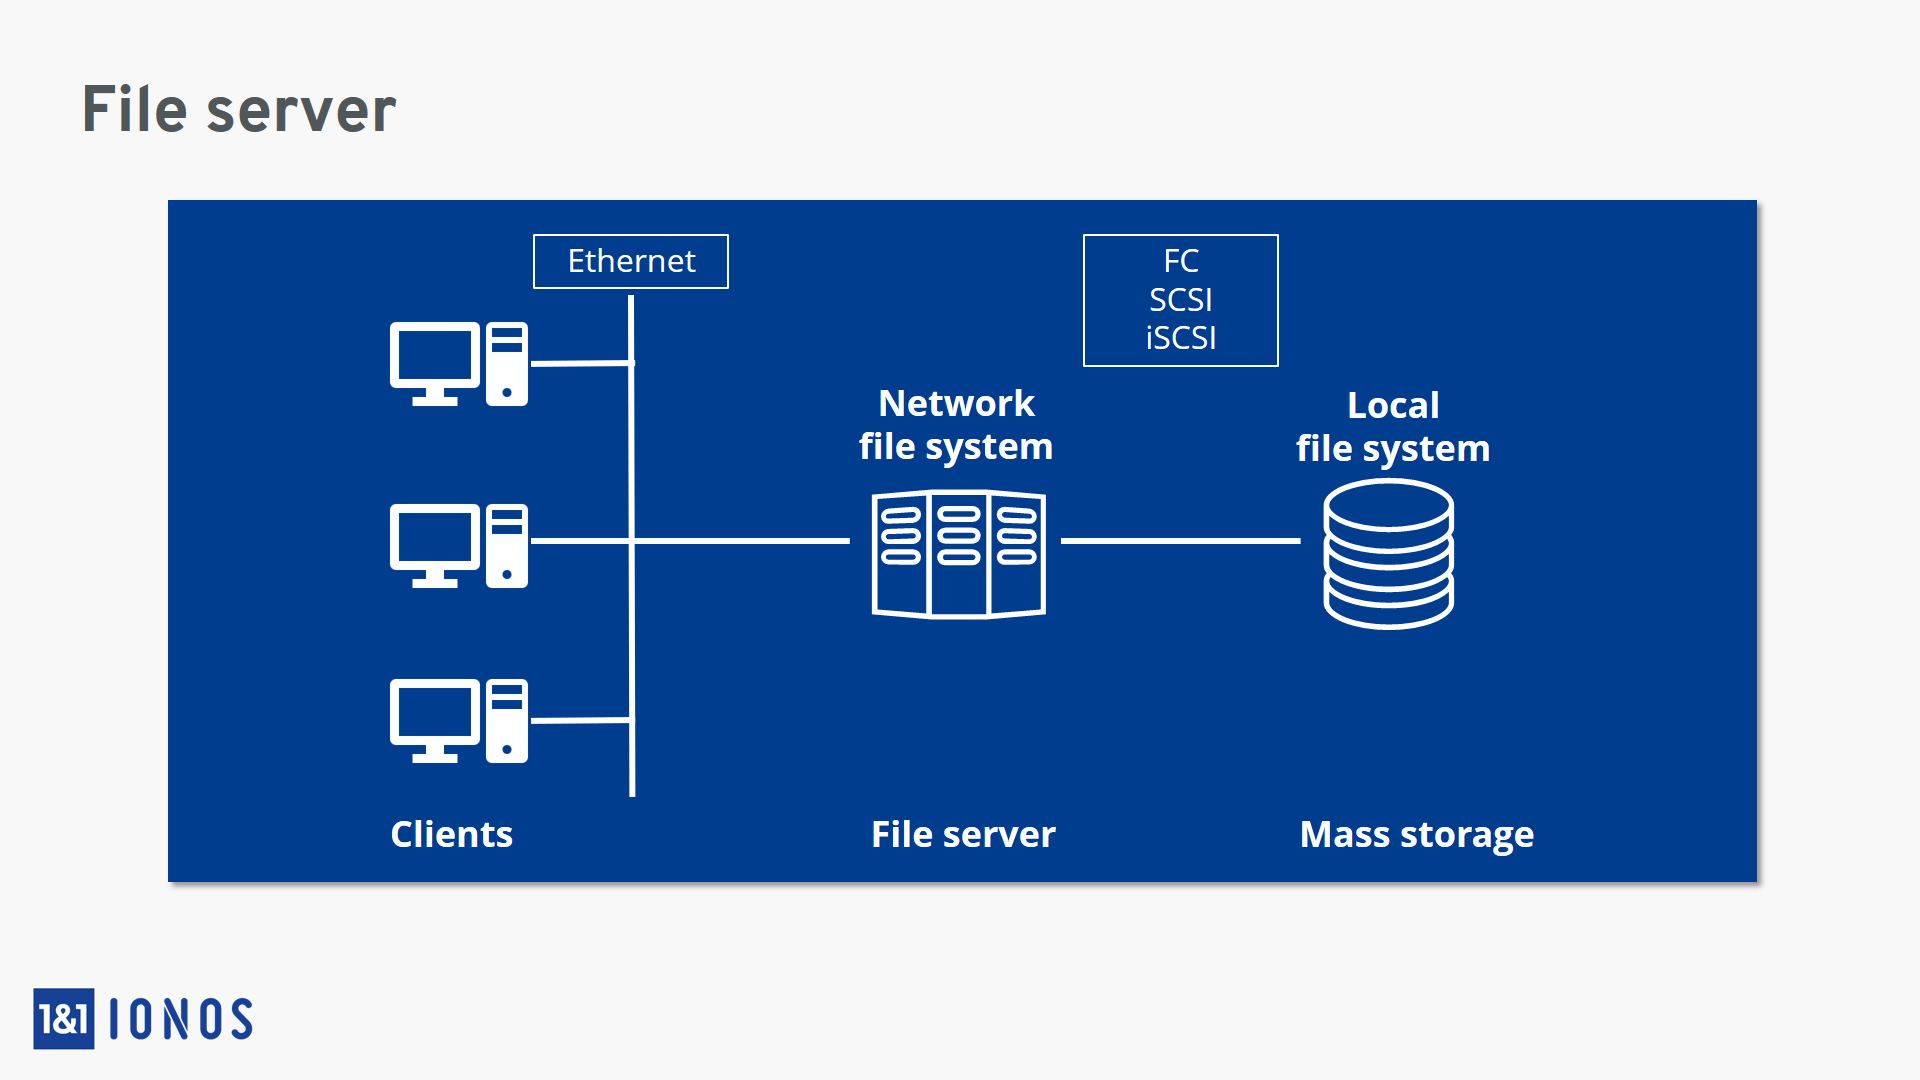 File server
Ethernet
FC
SCSI
iSCSI
Network
file system
Local
file system
Clients
File server
Mass storage
1&1 IONOS